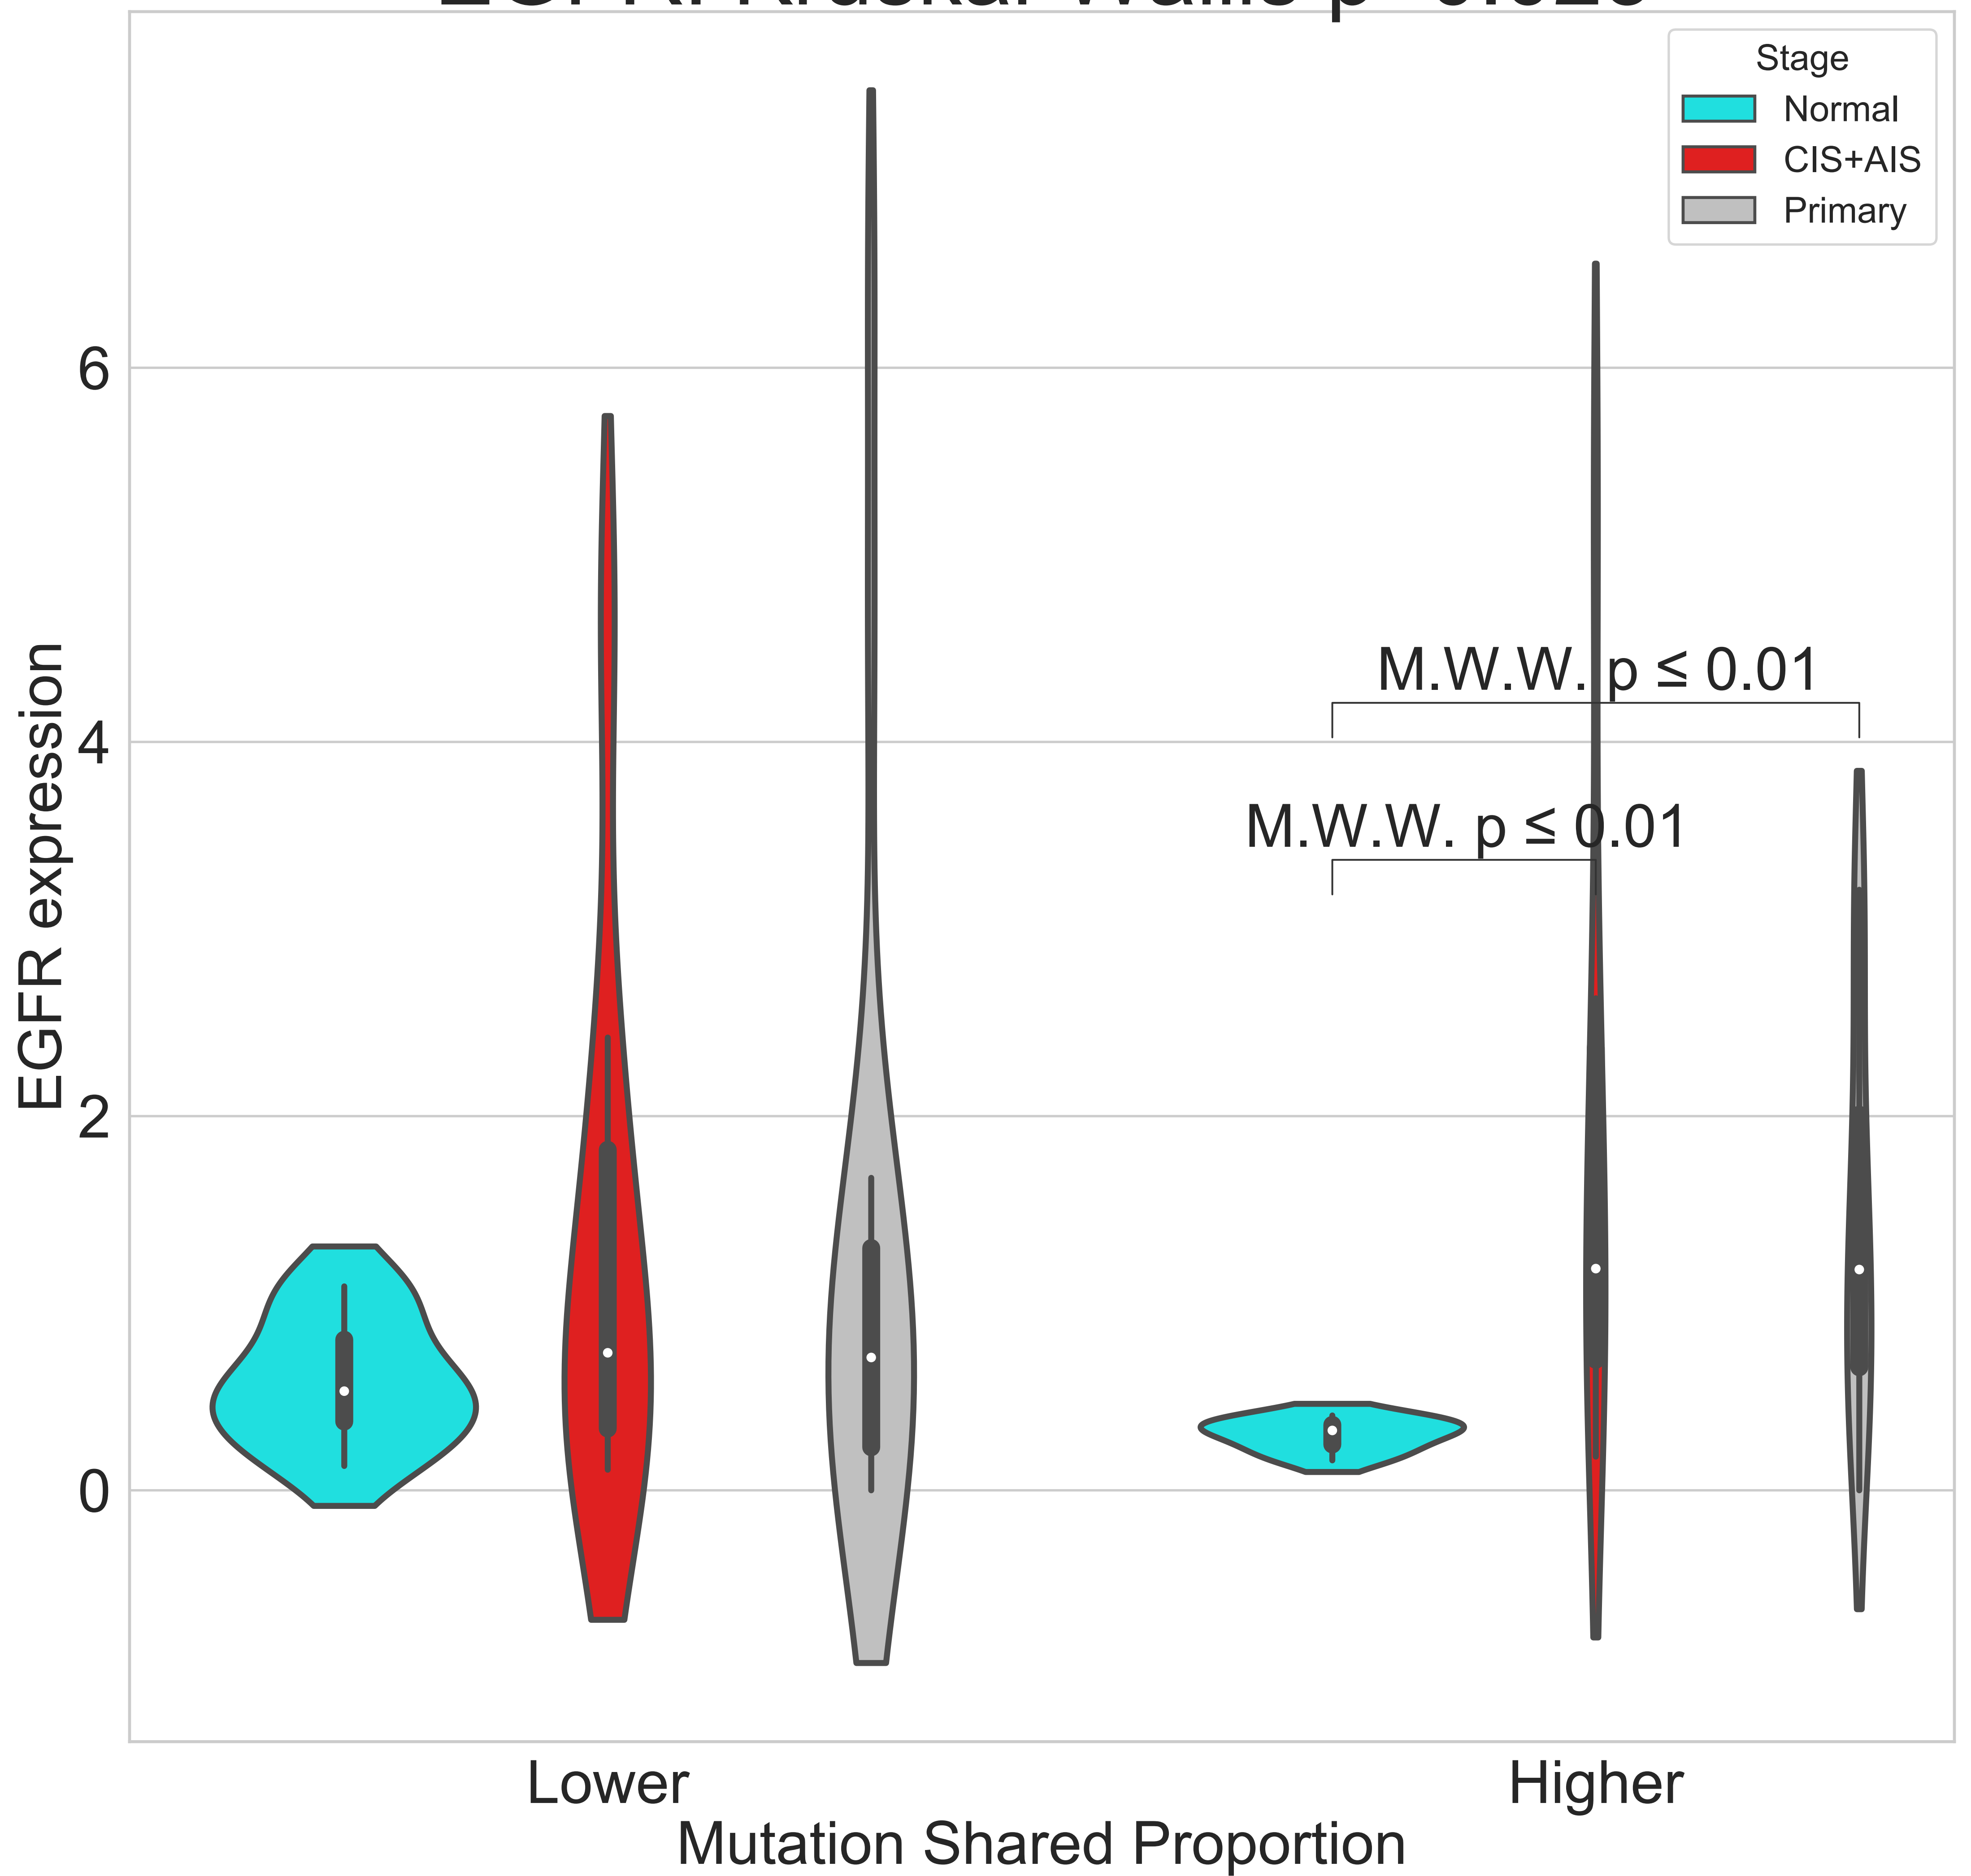 Stage
Normal
CIS+AIS
Primary
6
4
2
0
EGFR expression
M.W.W. p ≤ 0.01
M.W.W. p ≤ 0.01
Lower
Higher
Mutation Shared Proportion